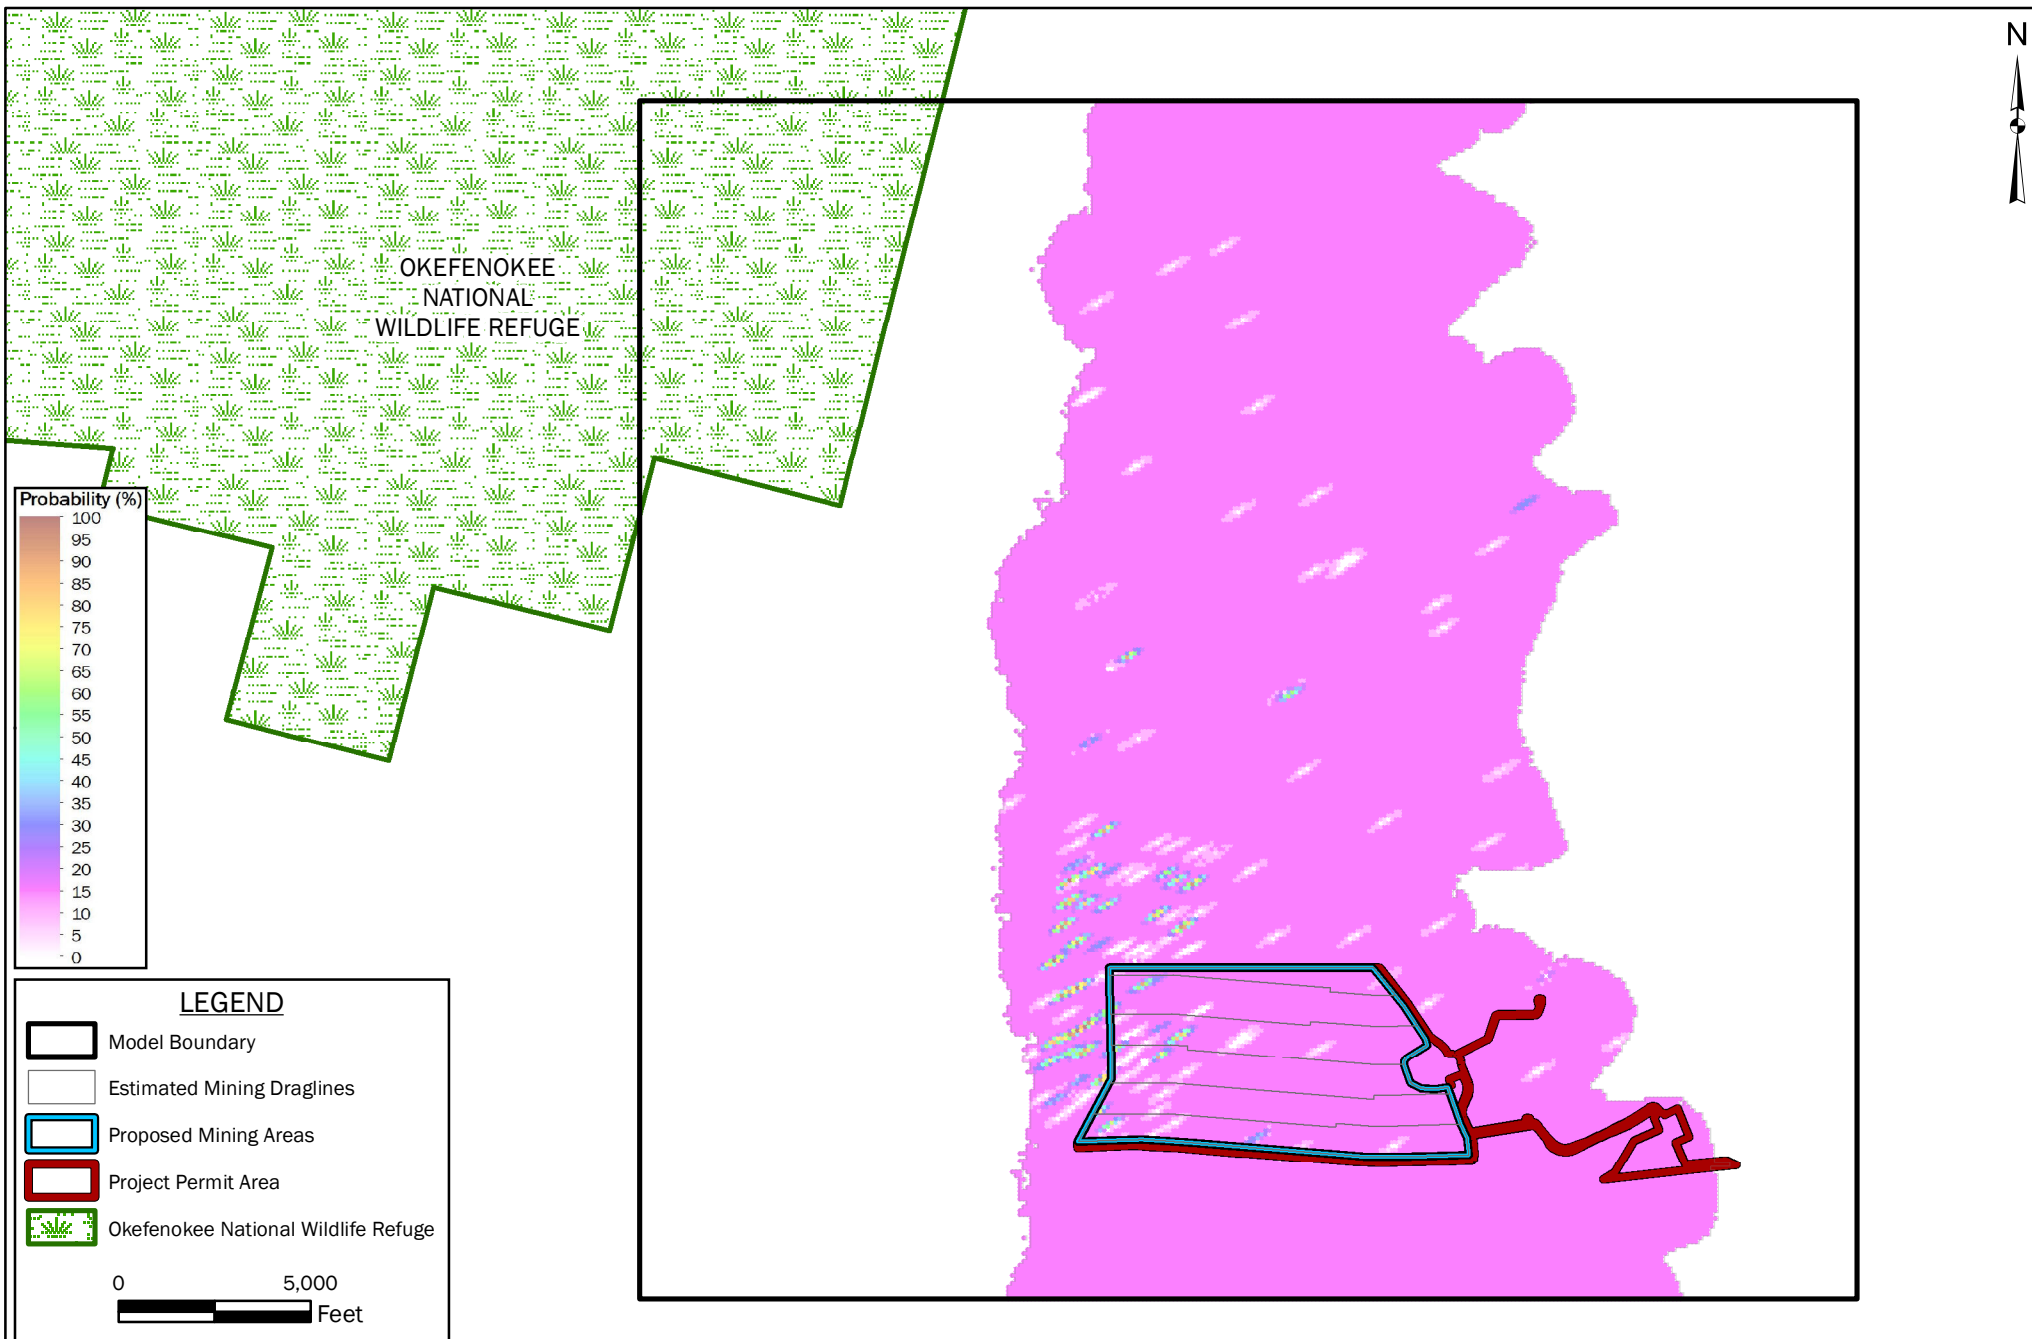 N
OKEFENOKEE
NATIONAL
WILDLIFE REFUGE
Probability (%)
100
95
90
85
80
75
70
65
60
55
50
45
40
35
30
25
20
15
10
5
0
LEGEND
Model Boundary
Estimated Mining Draglines
Proposed Mining Areas
Project Permit Area
Okefenokee National Wildlife Refuge
0 5,000
Feet